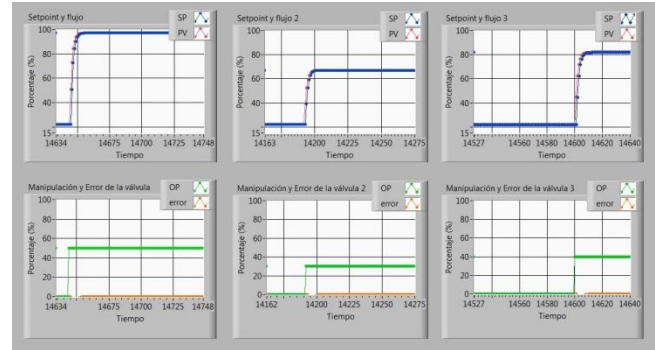 Setpoint y flujo
SP
PV
Porcentaje (%)
100-
80-
60-
40-
15-
14634 14675 14700 14725 14748
Tiempo
Setpoint y flujo 2
SP
PV
Porcentaje (%)
100-
80-
60-
40-
15-
14163 14200 14225 14250 14275
Tiempo
Setpoint y flujo 3
SP
PV
Porcentaje (%)
100-
80-
60-
40-
15-
14527 14560 14580 14600 14620 14640
Tiempo
Manipulación y Error de la válvula
OP
error
Porcentaje (%)
100-
80-
60-
40-
20-
0-
14634 14675 14700 14725 14748
Tiempo
Manipulación y Error de la válvula 2
OP
error
Porcentaje (%)
100-
80-
60-
40-
20-
0-
14162 14200 14225 14250 14275
Tiempo
Manipulación y Error de la válvula 3
OP
error
Porcentaje (%)
100-
80-
60-
40-
20-
0-
14527 14560 14580 14600 14620 14640
Tiempo